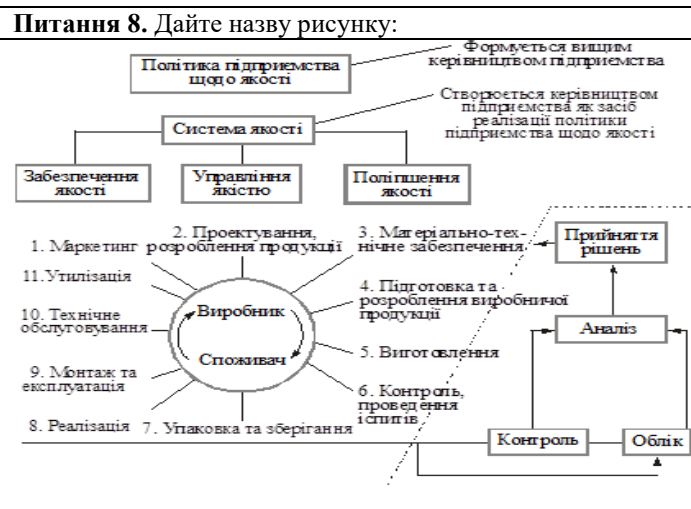 Питання 8. Дайте назву рисунку:
Політика підприємства
щодо якості
Формується вищим
керівництвом підприємства
Система якості
Створюється керівництвом
підприємства як засіб
реалізації політики
підприємства щодо якості
Забезпечення
якості
Управління
якістю
Поліпшення
якості
1. Маркетинг
2. Проектування,
розроблення продукції
3. Матеріально-тех-
нічне забезпечення
4. Підготовка та
розроблення виробничої
продукції
5. Виготовлення
6. Контроль,
проведення
іспитів
7. Упаковка та зберігання
8. Реалізація
9. Монтаж та
експлуатація
10. Технічне
обслуговування
11. Утилізація
Виробник
Споживач
Прийняття
рішень
Аналіз
Контроль
Облік